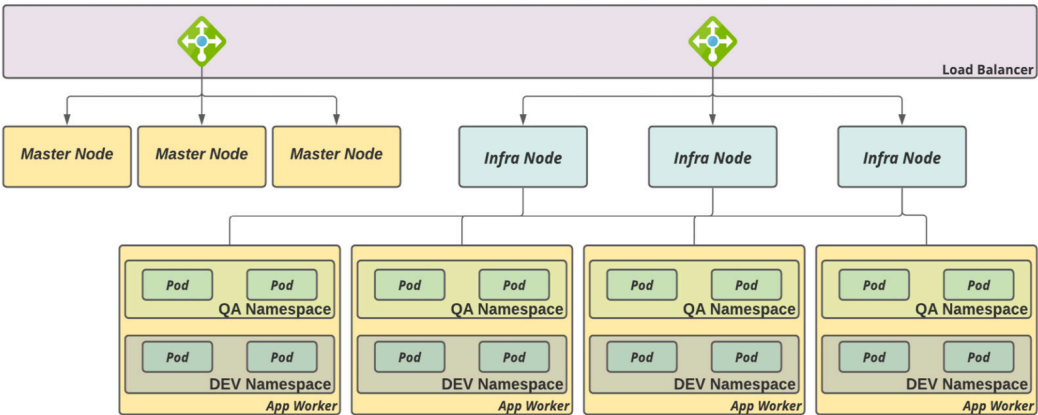 Load Balancer
Master Node
Master Node
Master Node
Infra Node
Infra Node
Infra Node
Pod
Pod
QA Namespace
Pod
Pod
DEV Namespace
App Worker
Pod
Pod
QA Namespace
Pod
Pod
DEV Namespace
App Worker
Pod
Pod
QA Namespace
Pod
Pod
DEV Namespace
App Worker
Pod
Pod
QA Namespace
Pod
Pod
DEV Namespace
App Worker